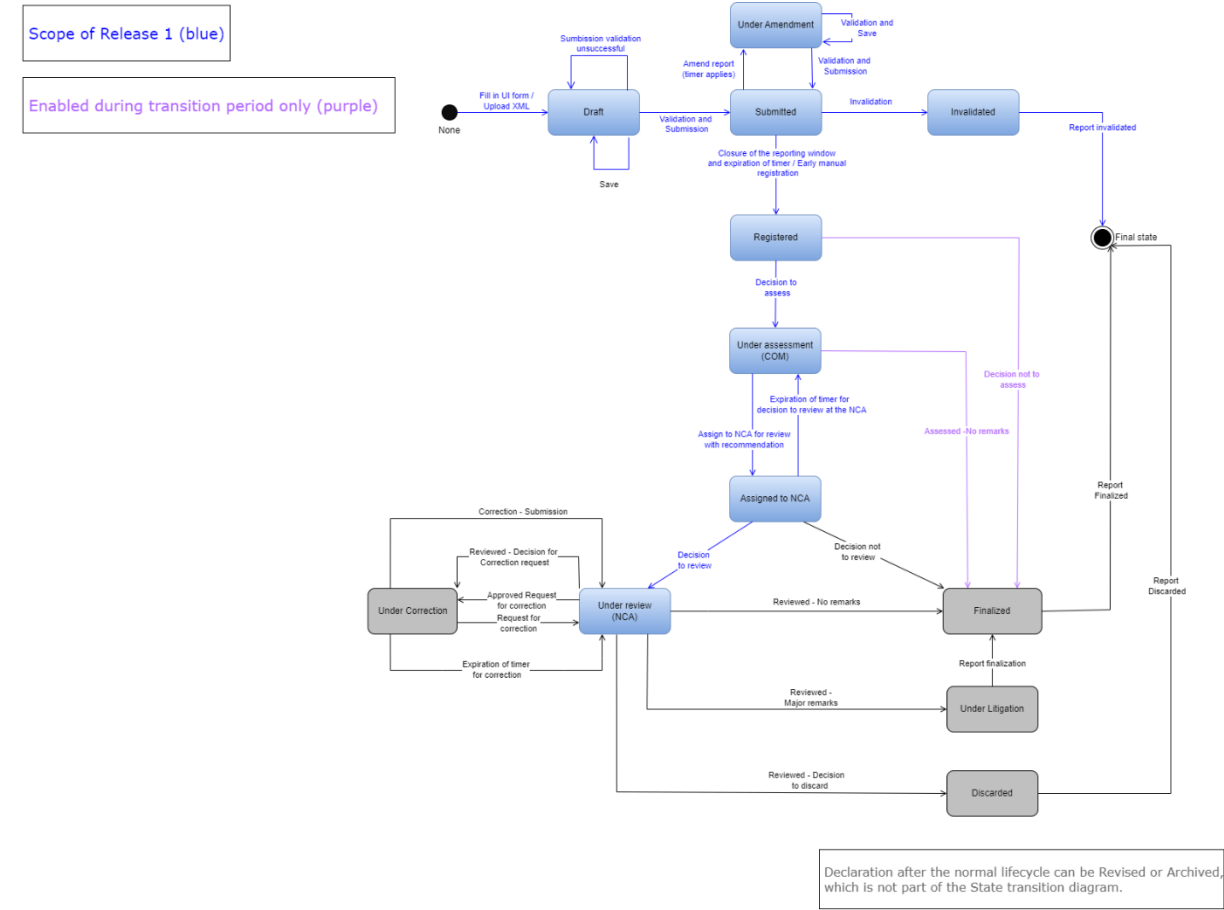 Scope of Release 1 (blue)
Enabled during transition period only (purple)
Under Amendment
Validation and
Save
Sumbission validation
unsuccessful
Amend report
(timer applies)
Validation and
Submission
Fill in UI form /
Upload XML
None
Draft
Validation and
Submission
Submitted
Invalidation
Invalidated
Report invalidated
Save
Closure of the reporting window
and expiration of timer / Early manual
registration
Registered
Final state
Decision to
assess
Under assessment
(COM)
Decision not to
assess
Expiration of timer for
decision to review at the NCA
Assign to NCA for review
with recommendation
Assessed -No remarks
Assigned to NCA
Report
Finalized
Correction - Submission
Reviewed - Decision for
Correction request
Decision
to review
Decision not
to review
Report
Discarded
Under Correction
Approved Request
for correction
Request for
correction
Under review
(NCA)
Reviewed - No remarks
Finalized
Expiration of timer
for correction
Report finalization
Reviewed -
Major remarks
Under Litigation
Reviewed - Decision
to discard
Discarded
Declaration after the normal lifecycle can be Revised or Archived,
which is not part of the State transition diagram.